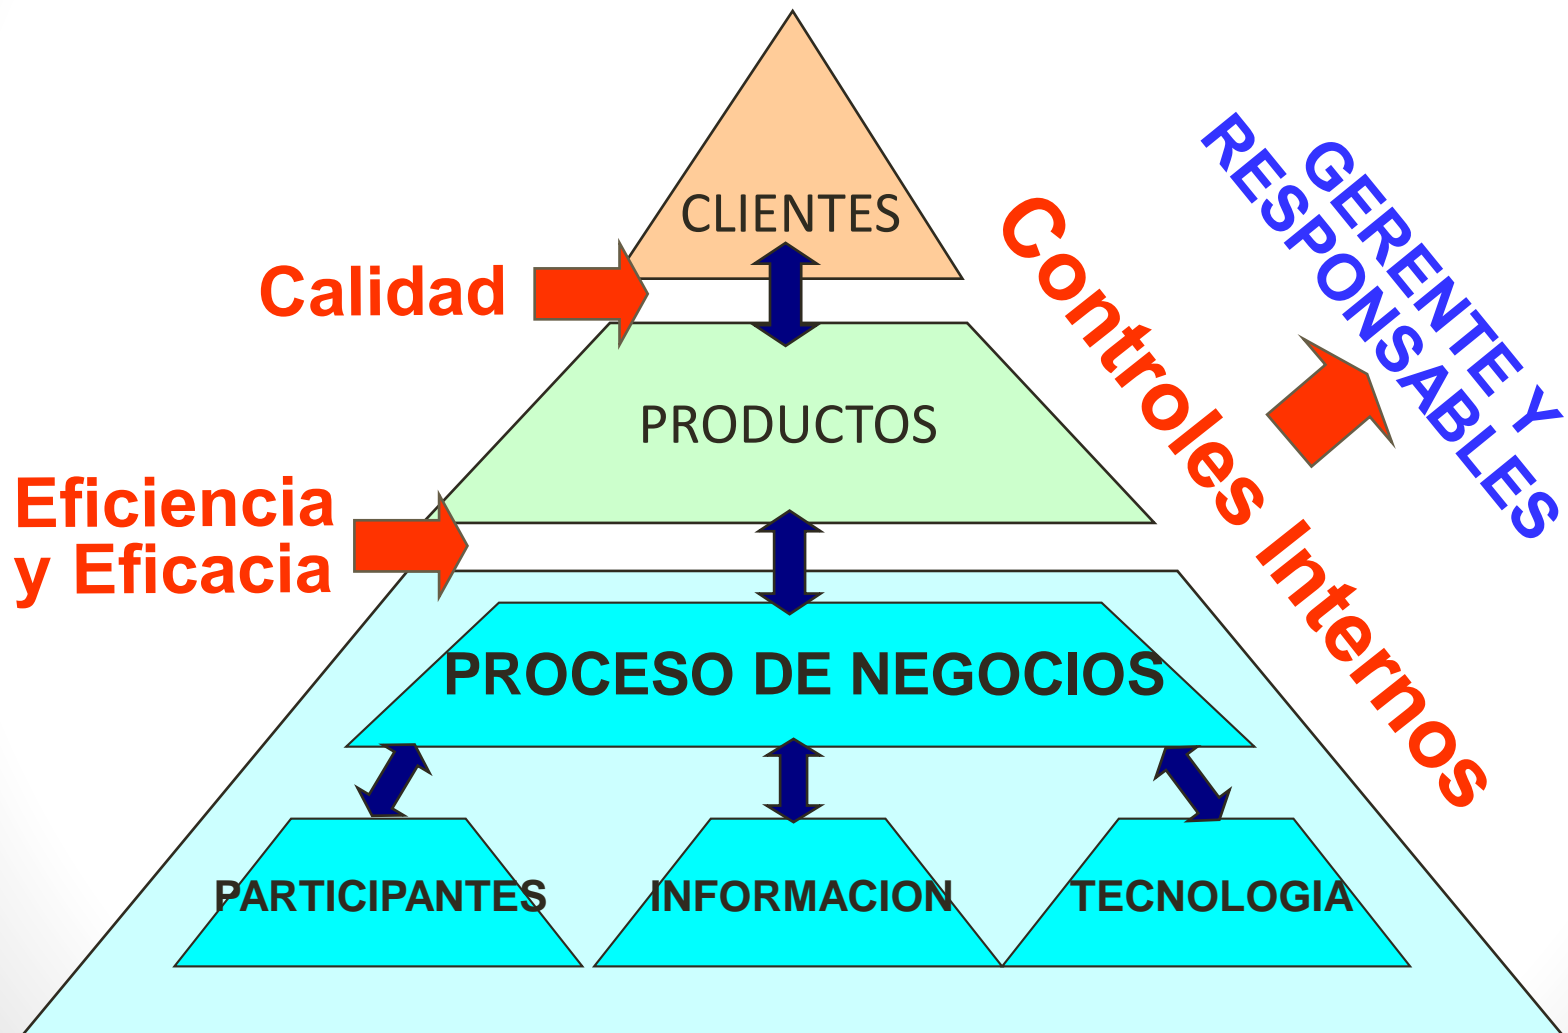 CLIENTES
Calidad
PRODUCTOS
Eficiencia
y Eficacia
PROCESO DE NEGOCIOS
PARTICIPANTES
INFORMACION
TECNOLOGIA
Controles Internos
GERENTE Y
RESPONSABLES